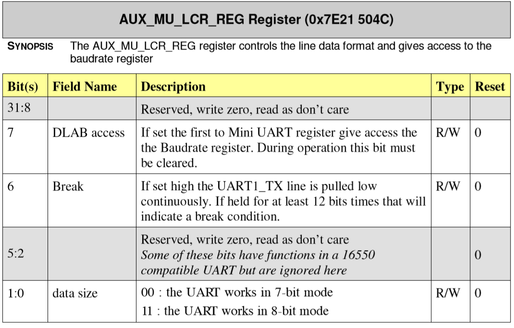 AUX_MU_LCR_REG Register (0x7E21 504C)
SYNOPSIS The AUX_MU_LCR_REG register controls the line data format and gives access to the
baudrate register
Bit(s) Field Name Description Type Reset
31:8 Reserved, write zero, read as don't care
7 DLAB access If set the first to Mini UART register give access the R/W 0
the Baudrate register. During operation this bit must
be cleared.
6 Break If set high the UART1_TX line is pulled low R/W 0
continuously. If held for at least 12 bits times that will
indicate a break condition.
5:2 Reserved, write zero, read as don't care 0
Some of these bits have functions in a 16550
compatible UART but are ignored here
1:0 data size 00 : the UART works in 7-bit mode R/W 0
11 : the UART works in 8-bit mode